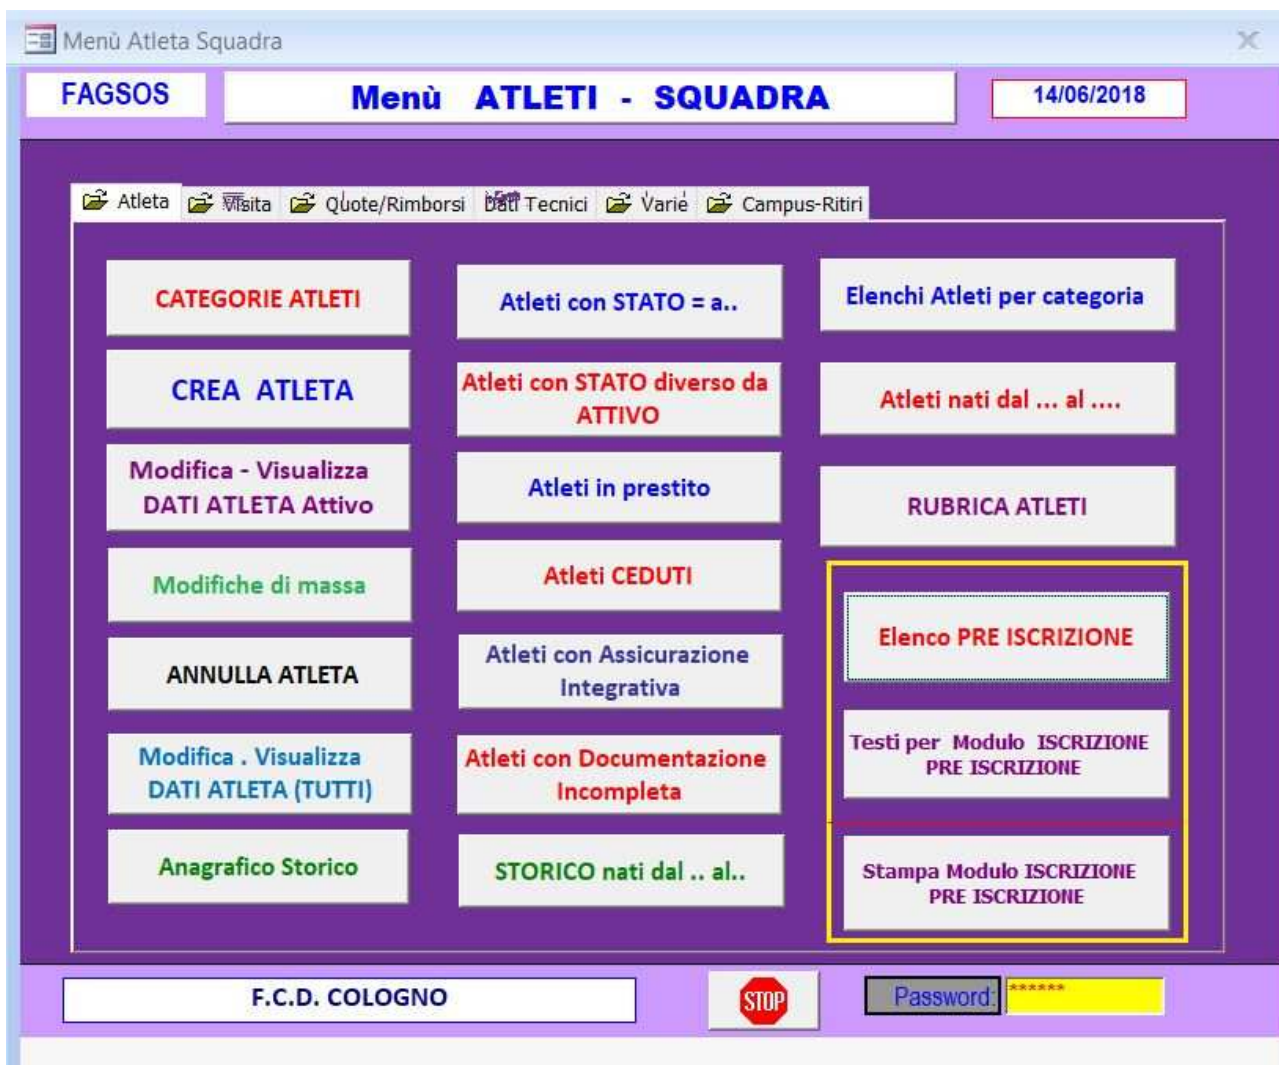 Menù Atleta Squadra
FAGSOS
Menù ATLETI - SQUADRA
14/06/2018
Atleta
Visita
Quote/Rimborsi
Dati Tecnici
Varie
Campus-Ritiri
CATEGORIE ATLETI
CREA ATLETA
Modifica - Visualizza
DATI ATLETA Attivo
Modifiche di massa
ANNULLA ATLETA
Modifica . Visualizza
DATI ATLETA (TUTTI)
Anagrafico Storico
Atleti con STATO = a..
Atleti con STATO diverso da
ATTIVO
Atleti in prestito
Atleti CEDUTI
Atleti con Assicurazione
Integrativa
Atleti con Documentazione
Incompleta
STORICO nati dal .. al..
Elenchi Atleti per categoria
Atleti nati dal ... al ....
RUBRICA ATLETI
Elenco PRE ISCRIZIONE
Testi per Modulo ISCRIZIONE
PRE ISCRIZIONE
Stampa Modulo ISCRIZIONE
PRE ISCRIZIONE
F.C.D. COLOGNO
STOP
Password:
******